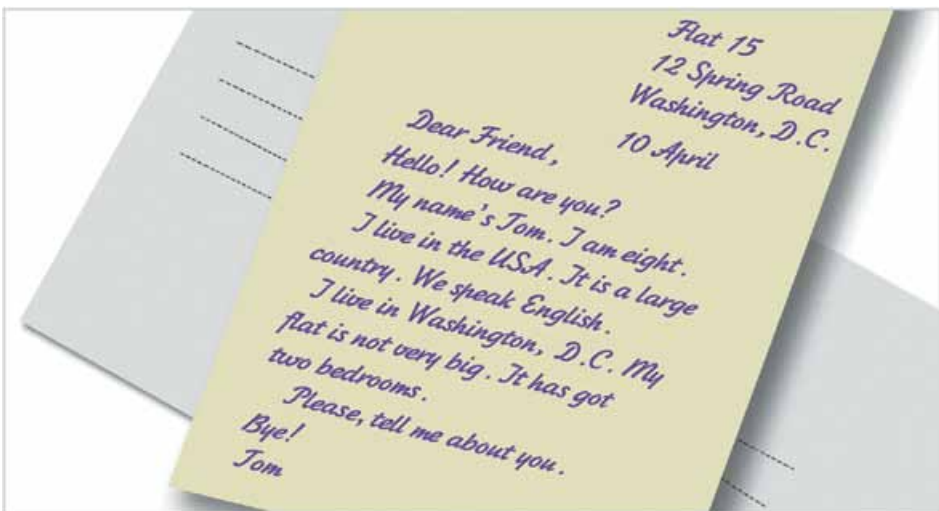 Flat 15
12 Spring Road
Washington, D.C.
10 April
Dear Friend,
Hello! How are you?
My name's Tom. I am eight.
I live in the USA. It is a large
country. We speak English.
I live in Washington, D.C. My
flat is not very big. It has got
two bedrooms.
Please, tell me about you.
Bye!
Tom